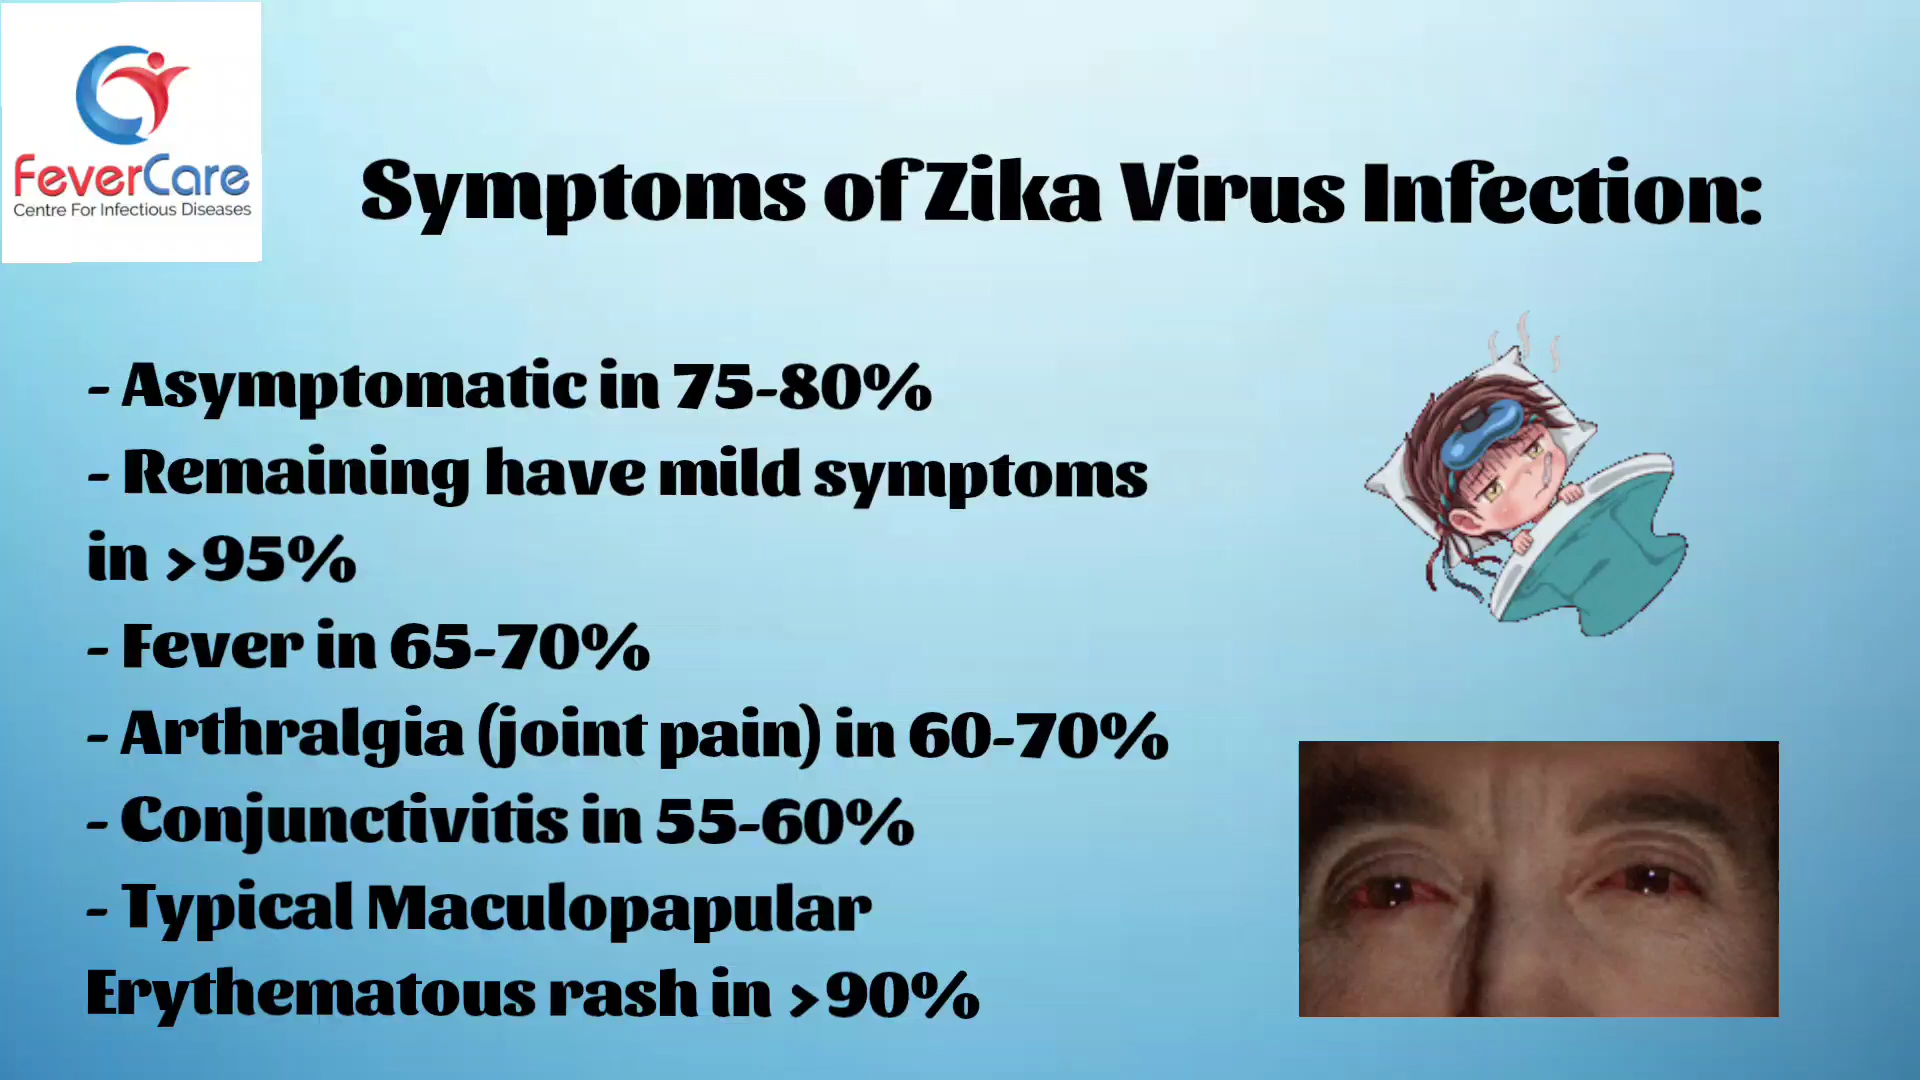 FeverCare
Centre For Infectious Diseases
Symptoms of Zika Virus Infection:
- Asymptomatic in 75-80%
- Remaining have mild symptoms
in >95%
- Fever in 65-70%
- Arthralgia (joint pain) in 60-70%
- Conjunctivitis in 55-60%
- Typical Maculopapular
Erythematous rash in >90%